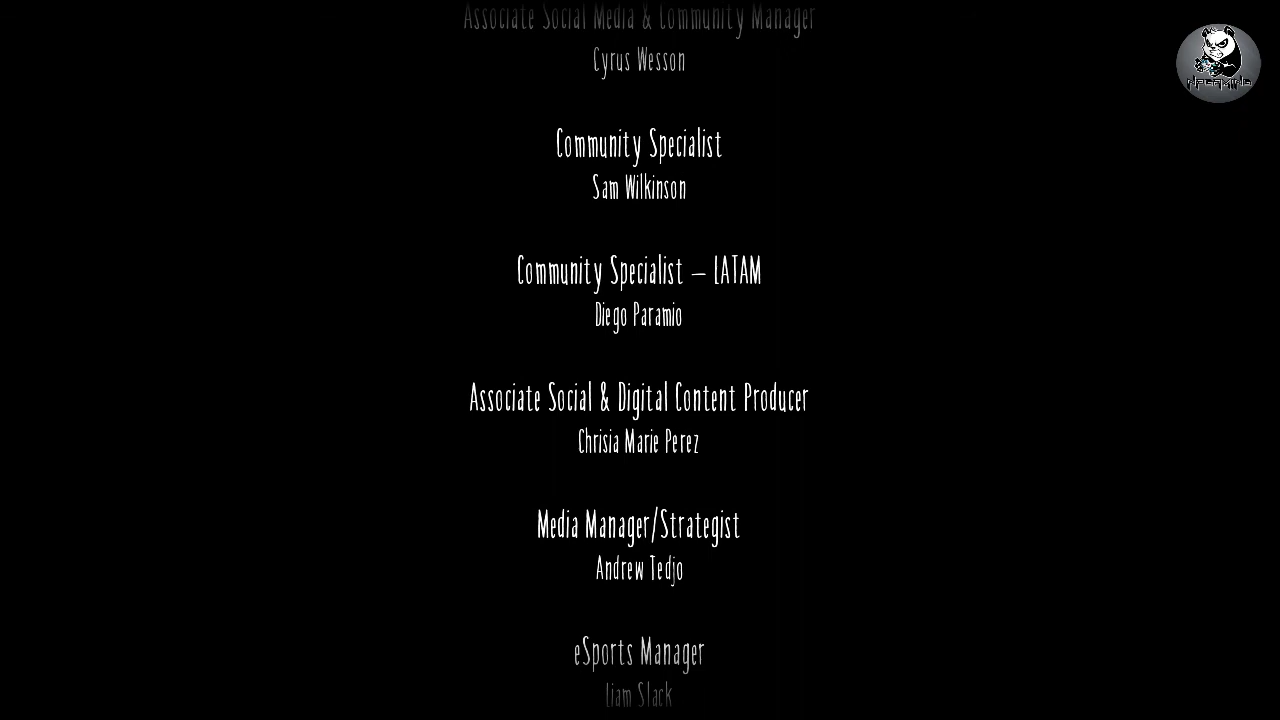 Associate Social Media & Community Manager
Cyrus Wesson
Community Specialist
Sam Wilkinson
Community Specialist – LATAM
Diego Paramio
Associate Social & Digital Content Producer
Chrisia Marie Perez
Media Manager/Strategist
Andrew Tedjo
eSports Manager
Liam Slack